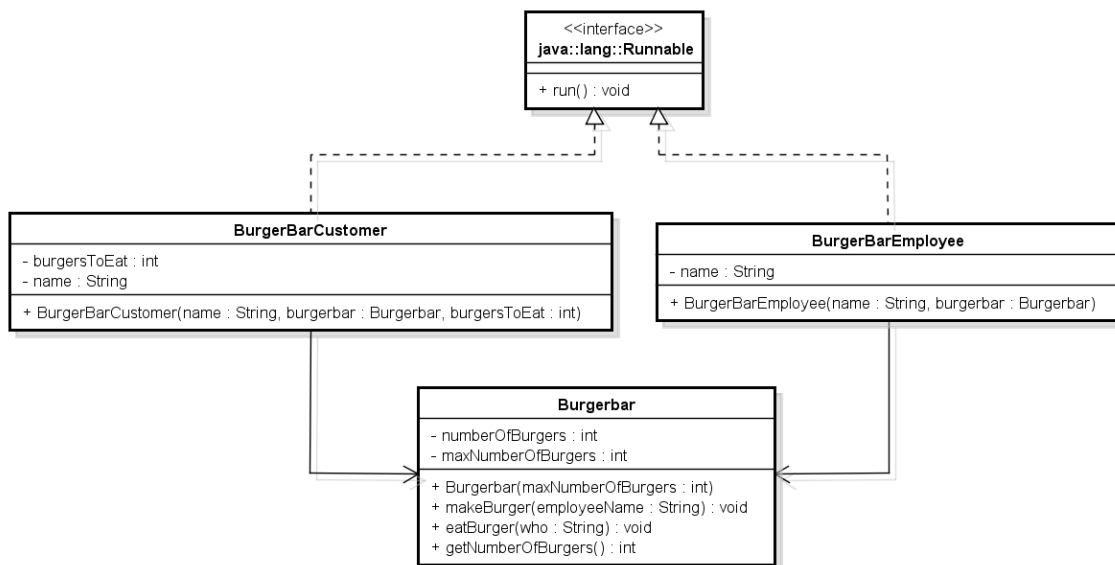 <<interface>>
java::lang::Runnable
+ run() : void
BurgerBarCustomer
- burgersToEat : int
- name : String
+ BurgerBarCustomer(name : String, burgerbar : Burgerbar, burgersToEat : int)
BurgerBarEmployee
- name : String
+ BurgerBarEmployee(name : String, burgerbar : Burgerbar)
Burgerbar
- numberOfBurgers : int
- maxNumberOfBurgers : int
+ Burgerbar(maxNumberOfBurgers : int)
+ makeBurger(employeeName : String) : void
+ eatBurger(who : String) : void
+ getNumberOfBurgers() : int